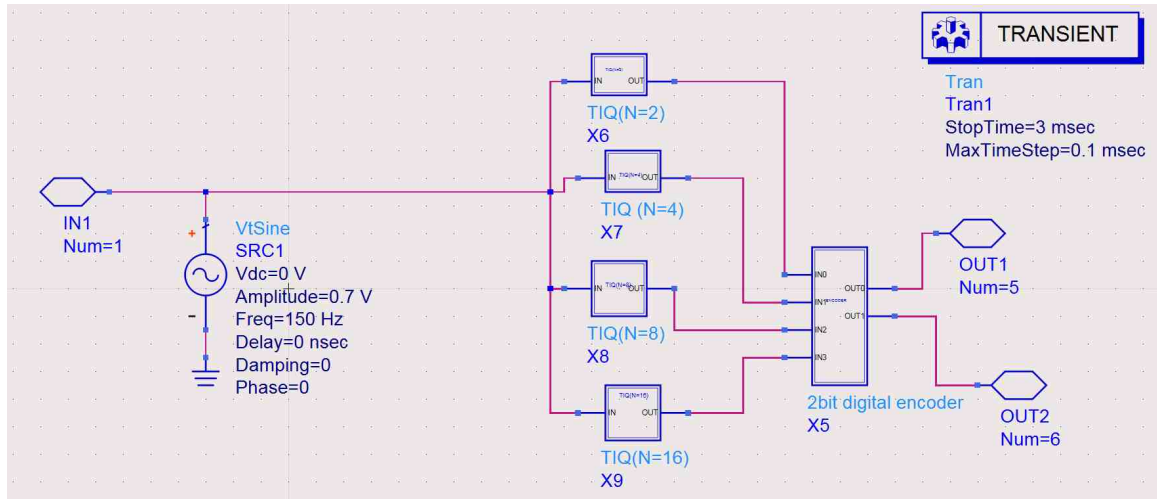 TRANSIENT
Tran
Tran1
StopTime=3 msec
MaxTimeStep=0.1 msec
IN1
Num=1
+
VtSine
SRC1
Vdc=0 V
Amplitude=0.7 V
Freq=150 Hz
Delay=0 nsec
Damping=0
Phase=0
-
IN
OUT
TIQ(N=2)
X6
IN
OUT
TIQ (N=4)
X7
IN
OUT
TIQ(N=8)
X8
TIQ(N=16)
IN
OUT
TIQ(N=16)
X9
IN0
IN1
IN2
IN3
OUT0
OUT1
2bit digital encoder
X5
OUT1
Num=5
OUT2
Num=6